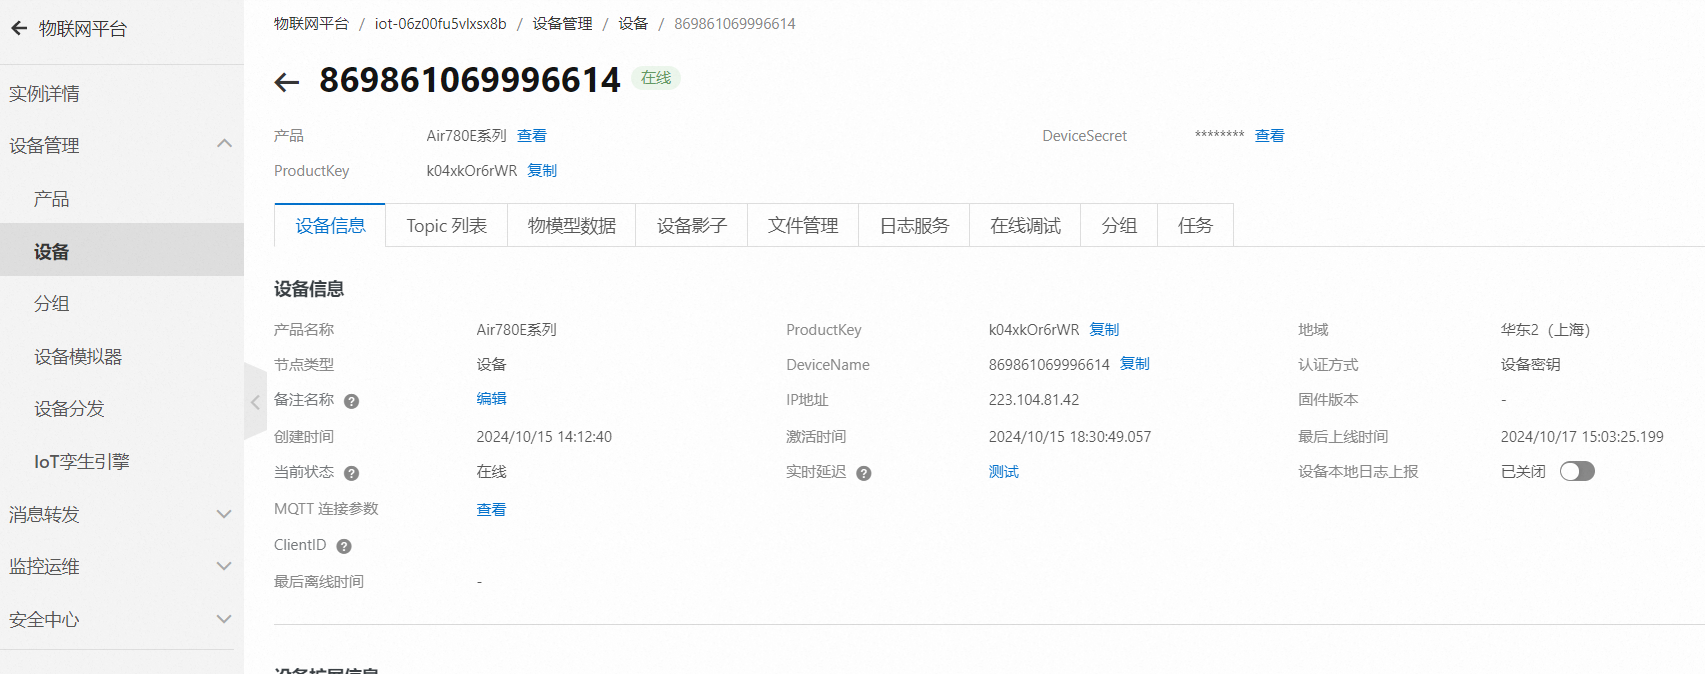 物联网平台
实例详情
设备管理
产品
设备
分组
设备模拟器
设备分发
IoT孪生引擎
消息转发
监控运维
安全中心
物联网平台 / iot-06z00fu5vlxsx8b / 设备管理 / 设备 / 869861069996614
869861069996614 在线
产品 Air780E系列 查看 DeviceSecret ******** 查看
ProductKey k04xkOr6rWR 复制
设备信息 Topic 列表 物模型数据 设备影子 文件管理 日志服务 在线调试 分组 任务
设备信息
产品名称 Air780E系列 ProductKey k04xkOr6rWR 复制 地域 华东2（上海）
节点类型 设备 DeviceName 869861069996614 复制 认证方式 设备密钥
备注名称 ? 编辑 IP地址 223.104.81.42 固件版本 -
创建时间 2024/10/15 14:12:40 激活时间 2024/10/15 18:30:49.057 最后上线时间 2024/10/17 15:03:25.199
当前状态 ? 在线 实时延迟 ? 测试 设备本地日志上报 已关闭
MQTT 连接参数 查看
ClientID ?
最后离线时间 -
设备扩展信息